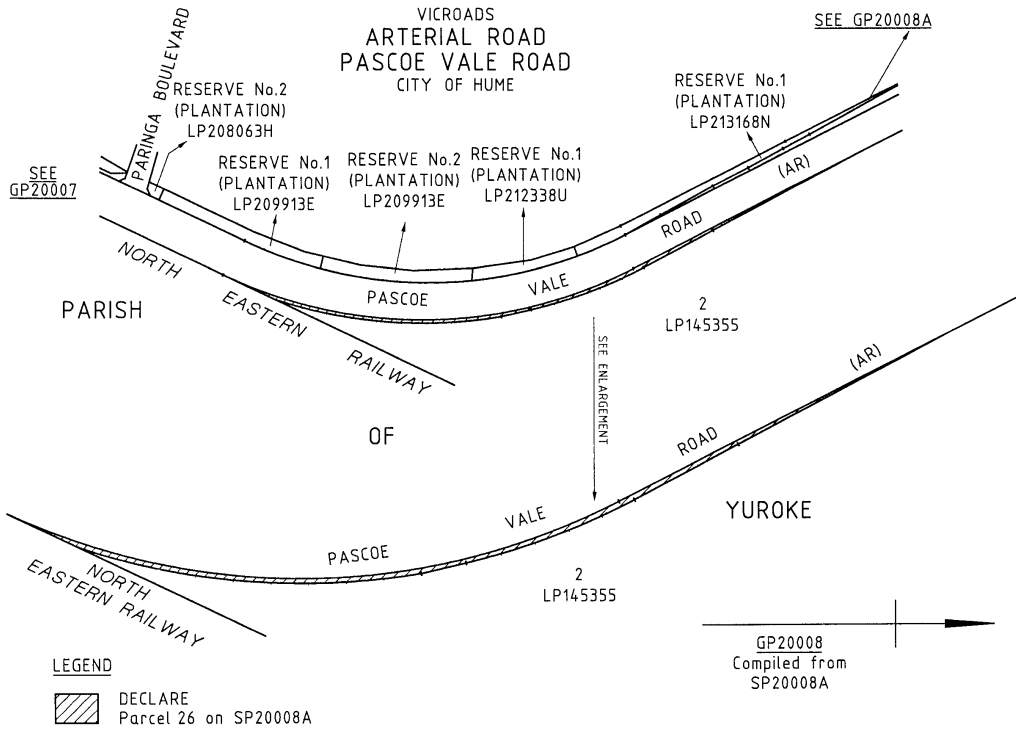 VICROADS
ARTERIAL ROAD
PASCOE VALE ROAD
CITY OF HUME
SEE GP20008A
PARINGA BOULEVARD
RESERVE No.2
(PLANTATION)
LP208063H
RESERVE No.1
(PLANTATION)
LP213168N
SEE
GP20007
RESERVE No.1
(PLANTATION)
LP209913E
RESERVE No.2
(PLANTATION)
LP209913E
RESERVE No.1
(PLANTATION)
LP212338U
PASCOE VALE ROAD (AR)
NORTH EASTERN RAILWAY
PARISH
2
LP145355
SEE ENLARGEMENT
OF
PASCOE VALE ROAD (AR)
YUROKE
NORTH
EASTERN RAILWAY
2
LP145355
GP20008
Compiled from
SP20008A
LEGEND
DECLARE
Parcel 26 on SP20008A